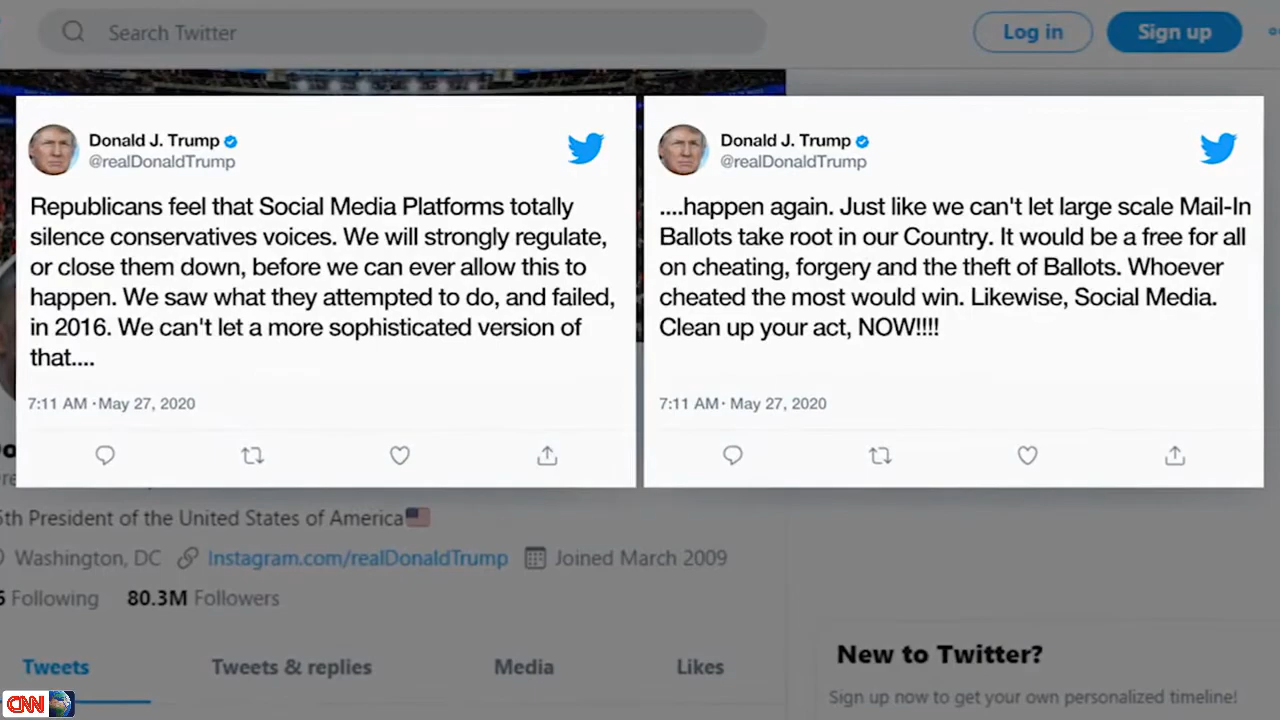 Search Twitter
Log in
Sign up
Donald J. Trump
@realDonaldTrump
Republicans feel that Social Media Platforms totally
silence conservatives voices. We will strongly regulate,
or close them down, before we can ever allow this to
happen. We saw what they attempted to do, and failed,
in 2016. We can't let a more sophisticated version of
that....
7:11 AM · May 27, 2020
Donald J. Trump
@realDonaldTrump
....happen again. Just like we can't let large scale Mail-In
Ballots take root in our Country. It would be a free for all
on cheating, forgery and the theft of Ballots. Whoever
cheated the most would win. Likewise, Social Media.
Clean up your act, NOW!!!!
7:11 AM · May 27, 2020
5th President of the United States of America
Washington, DC Instagram.com/realDonaldTrump Joined March 2009
Following 80.3M Followers
Tweets Tweets & replies Media Likes
New to Twitter?
Sign up now to get your own personalized timeline!
CNN